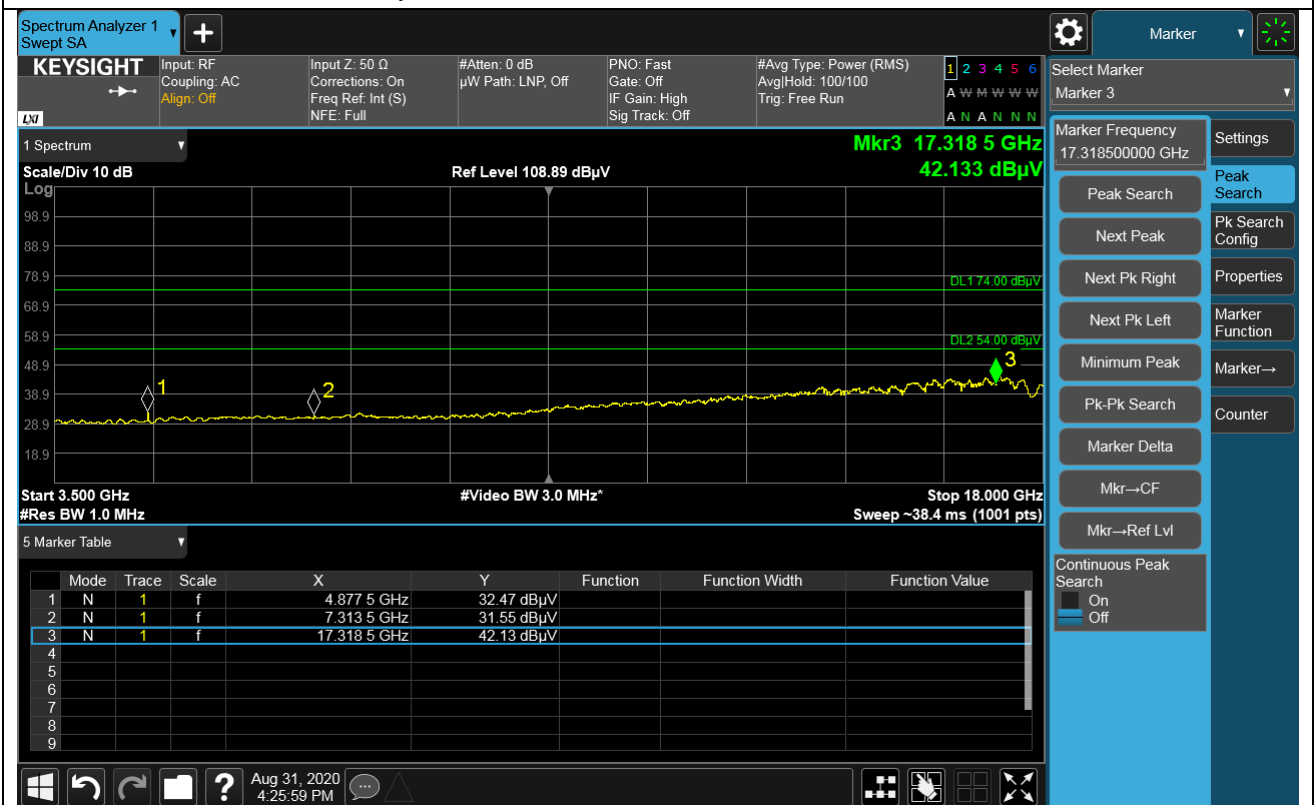 Spectrum Analyzer 1
Swept SA
Marker
KEYSIGHT
LXI
Input: RF
Coupling: AC
Align: Off
Input Z: 50 Ω
Corrections: On
Freq Ref: Int (S)
NFE: Full
#Atten: 0 dB
µW Path: LNP, Off
PNO: Fast
Gate: Off
IF Gain: High
Sig Track: Off
#Avg Type: Power (RMS)
Avg|Hold: 100/100
Trig: Free Run
1 2 3 4 5 6
A W M W W W
A N A N N N
Select Marker
Marker 3
1 Spectrum
Mkr3 17.318 5 GHz
42.133 dBµV
Scale/Div 10 dB
Ref Level 108.89 dBµV
Log
98.9
88.9
78.9
68.9
58.9
48.9
38.9
28.9
18.9
DL1 74.00 dBµV
DL2 54.00 dBµV
1
2
3
Start 3.500 GHz
#Video BW 3.0 MHz*
Stop 18.000 GHz
#Res BW 1.0 MHz
Sweep ~38.4 ms (1001 pts)
5 Marker Table
Mode Trace Scale X Y Function Function Width Function Value
1 N 1 f 4.877 5 GHz 32.47 dBµV
2 N 1 f 7.313 5 GHz 31.55 dBµV
3 N 1 f 17.318 5 GHz 42.13 dBµV
4
5
6
7
8
9
Marker Frequency
17.318500000 GHz
Peak Search
Next Peak
Next Pk Right
Next Pk Left
Minimum Peak
Pk-Pk Search
Marker Delta
Mkr→CF
Mkr→Ref Lvl
Continuous Peak
Search
On
Off
Settings
Peak
Search
Pk Search
Config
Properties
Marker
Function
Marker→
Counter
?
Aug 31, 2020
4:25:59 PM